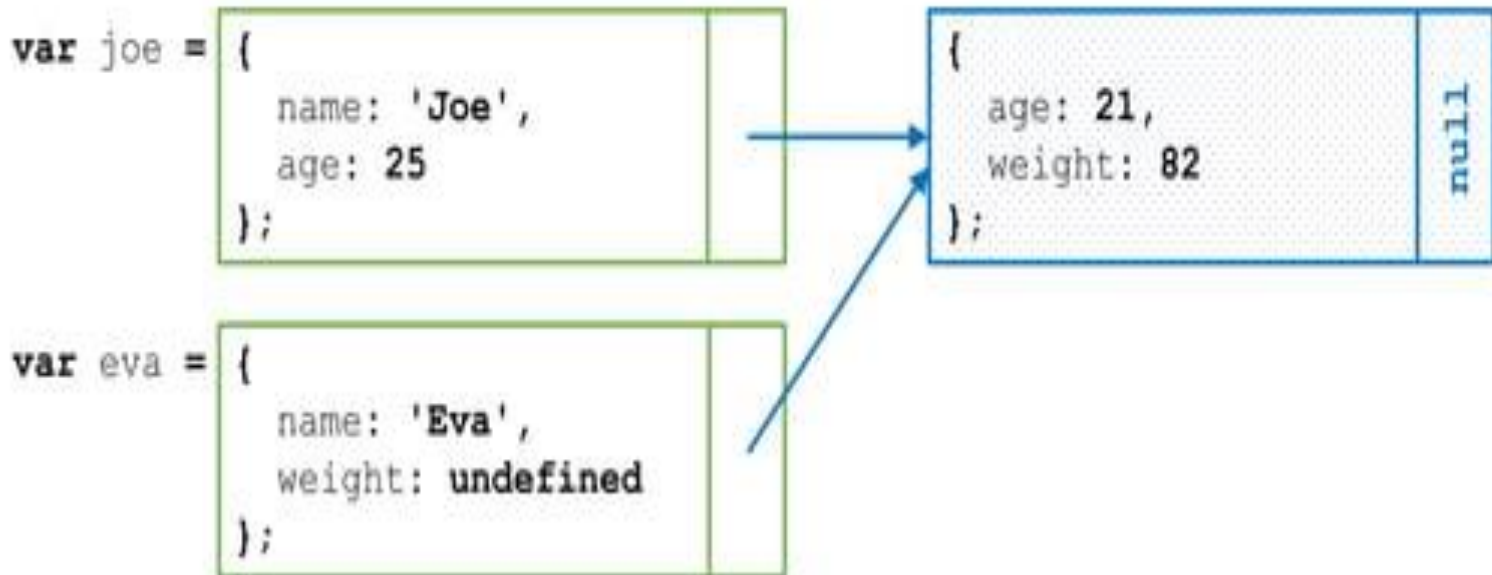 var joe = {
name: 'Joe',
age: 25
};
{
age: 21,
weight: 82
};
null
var eva = {
name: 'Eva',
weight: undefined
};